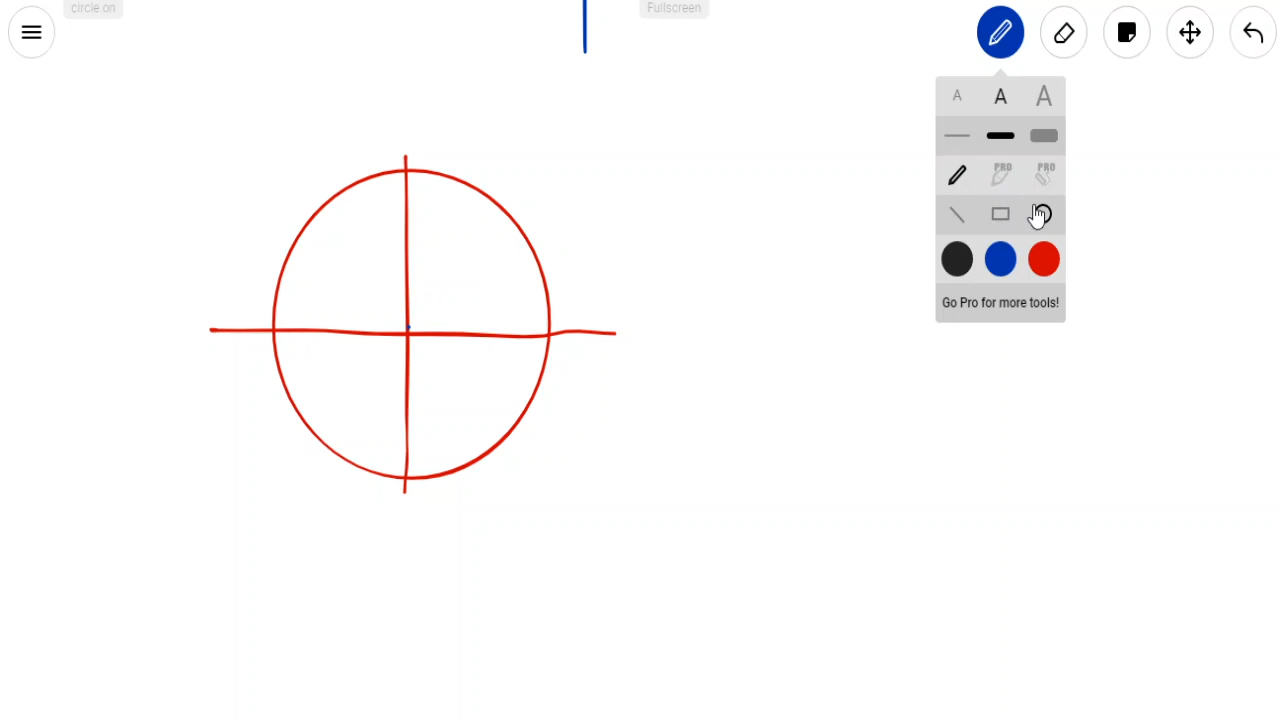 circle.on
Fullscreen
A A A
PRO PRO
Go Pro for more tools!